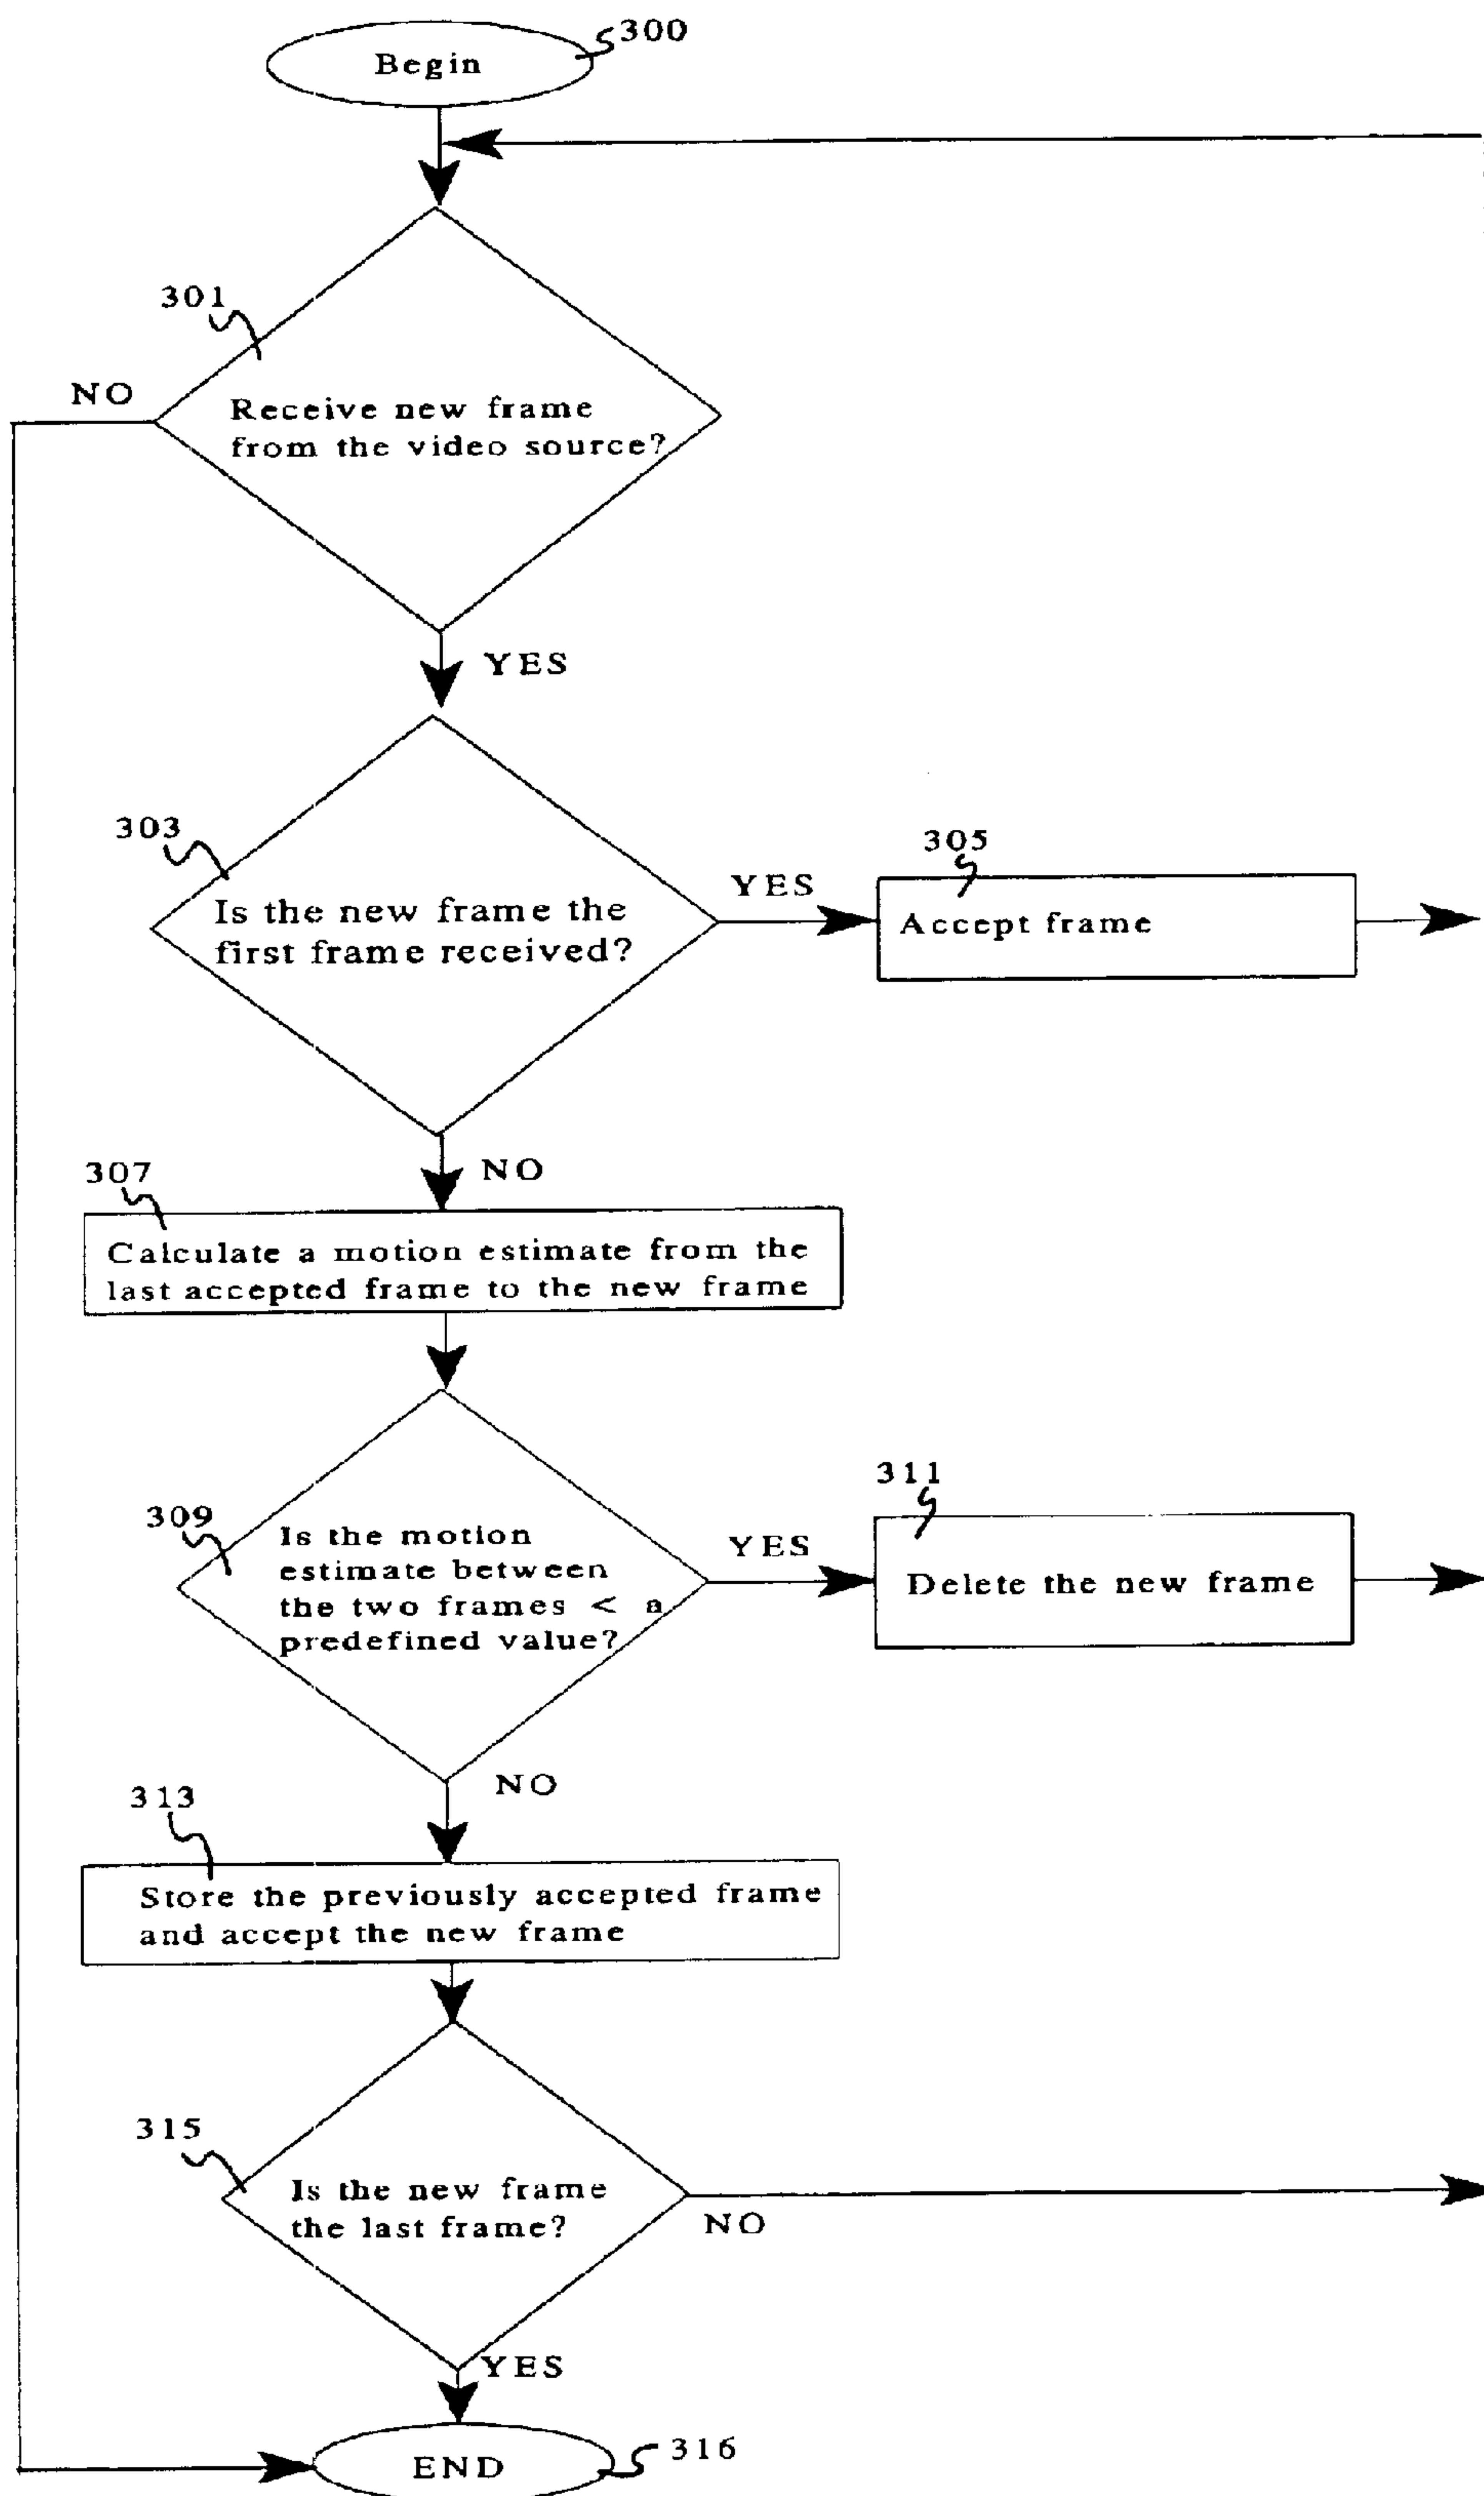 300
Begin
301
NO
Receive new frame
from the video source?
YES
303
Is the new frame the
first frame received?
YES
305
Accept frame
NO
307
Calculate a motion estimate from the
last accepted frame to the new frame
309
Is the motion
estimate between
the two frames < a
predefined value?
YES
311
Delete the new frame
NO
313
Store the previously accepted frame
and accept the new frame
315
Is the new frame
the last frame?
NO
YES
END
316